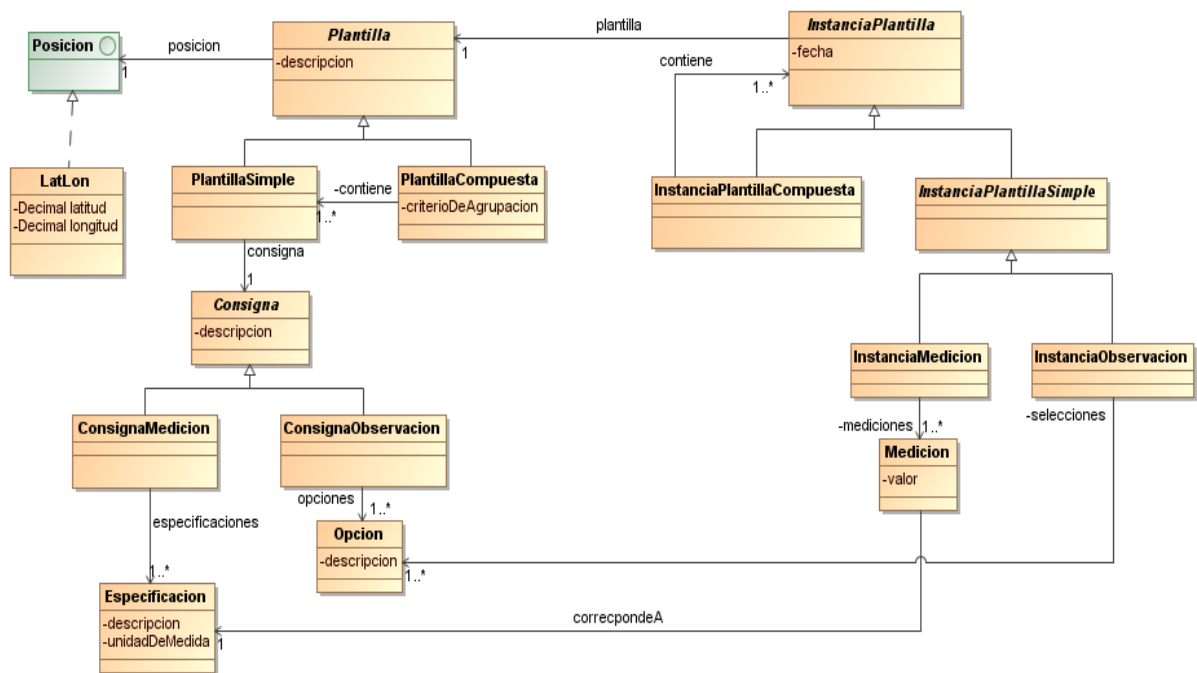 Posicion
posicion
1
Plantilla
-descripcion
plantilla
1
InstanciaPlantilla
-fecha
contiene
1..*
LatLon
-Decimal latitud
-Decimal longitud
PlantillaSimple
-contiene
1..*
PlantillaCompuesta
-criterioDeAgrupacion
InstanciaPlantillaCompuesta
InstanciaPlantillaSimple
consigna
1
Consigna
-descripcion
InstanciaMedicion
InstanciaObservacion
ConsignaMedicion
ConsignaObservacion
-mediciones
1..*
-selecciones
Medicion
-valor
especificaciones
1..*
opciones
1..*
Opcion
-descripcion
1..*
Especificacion
-descripcion
-unidadDeMedida
correcpondeA
1